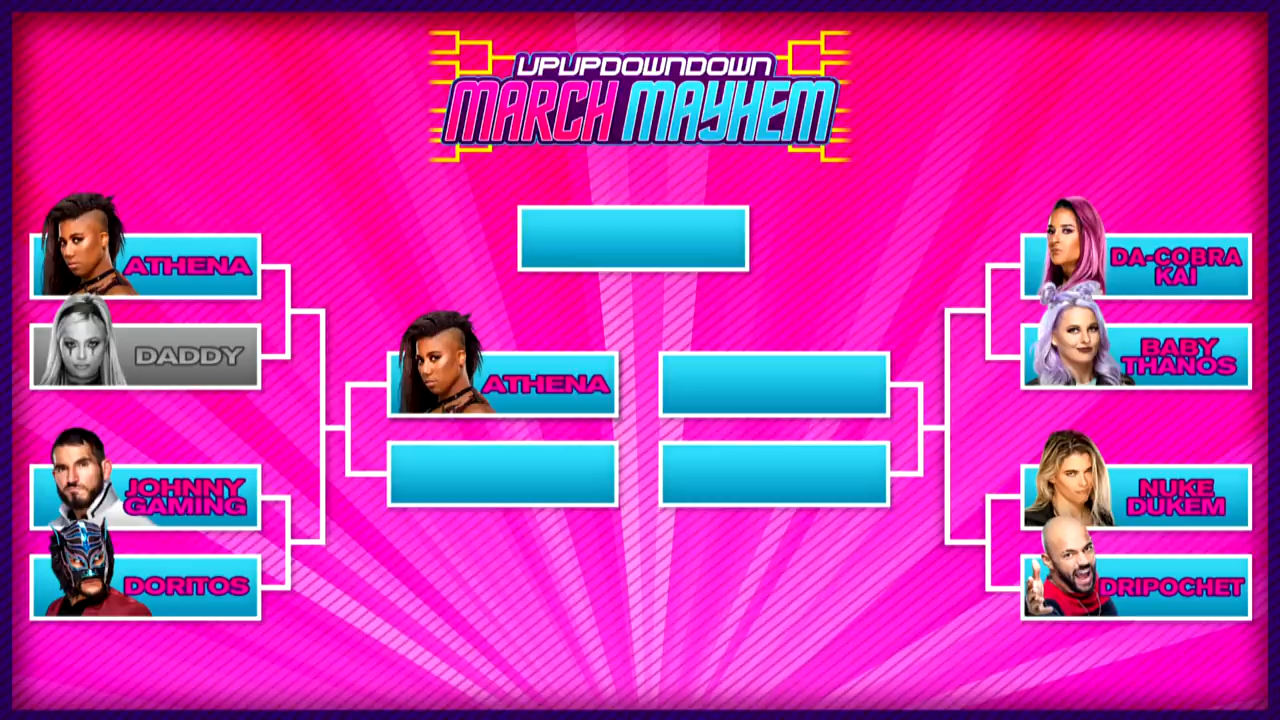 UPUPDOWNDOWN
MARCH MAYHEM
ATHENA
DADDY
JOHNNY
GAMING
DORITOS
ATHENA
DA-COBRA
KAI
BABY
THANOS
NUKE
DUKEM
DRIPOCHET